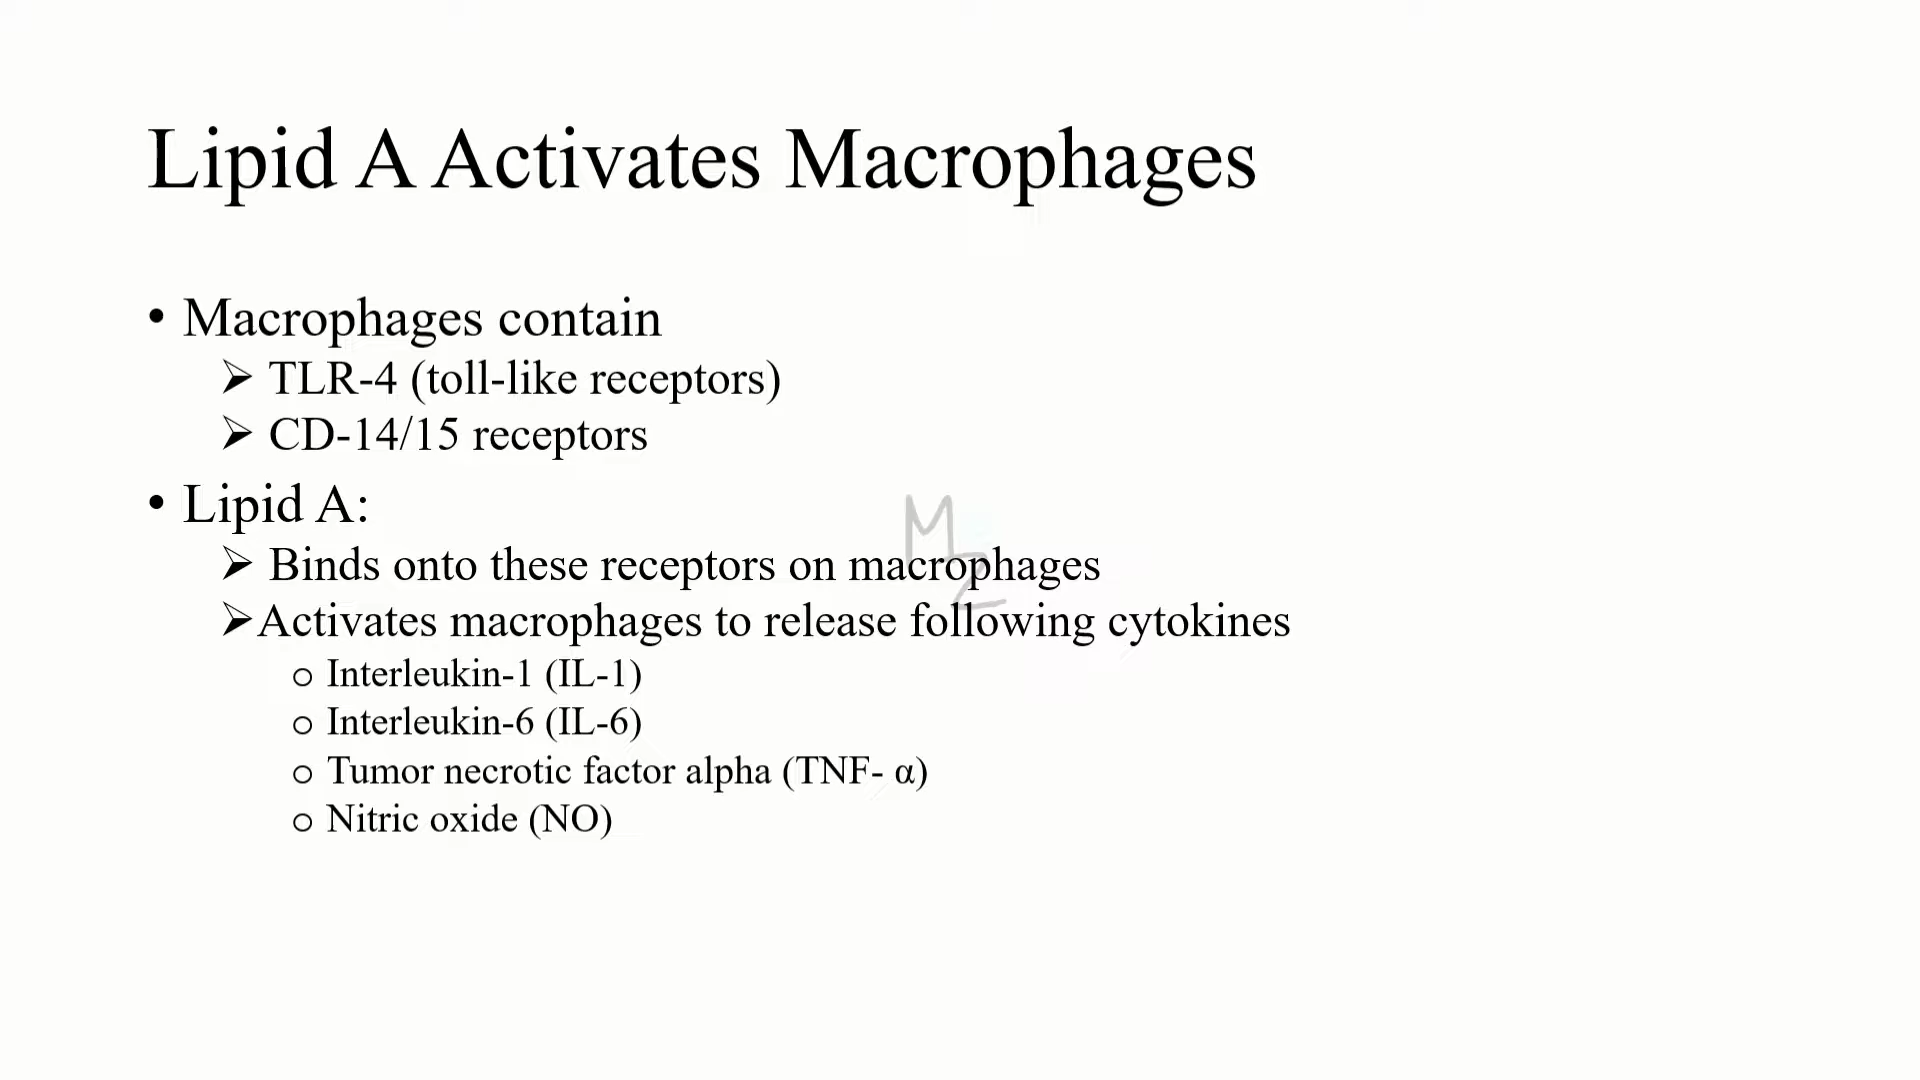 Lipid A Activates Macrophages
• Macrophages contain
➢ TLR-4 (toll-like receptors)
➢ CD-14/15 receptors
• Lipid A:
➢ Binds onto these receptors on macrophages
➢Activates macrophages to release following cytokines
o Interleukin-1 (IL-1)
o Interleukin-6 (IL-6)
o Tumor necrotic factor alpha (TNF- α)
o Nitric oxide (NO)
MZ